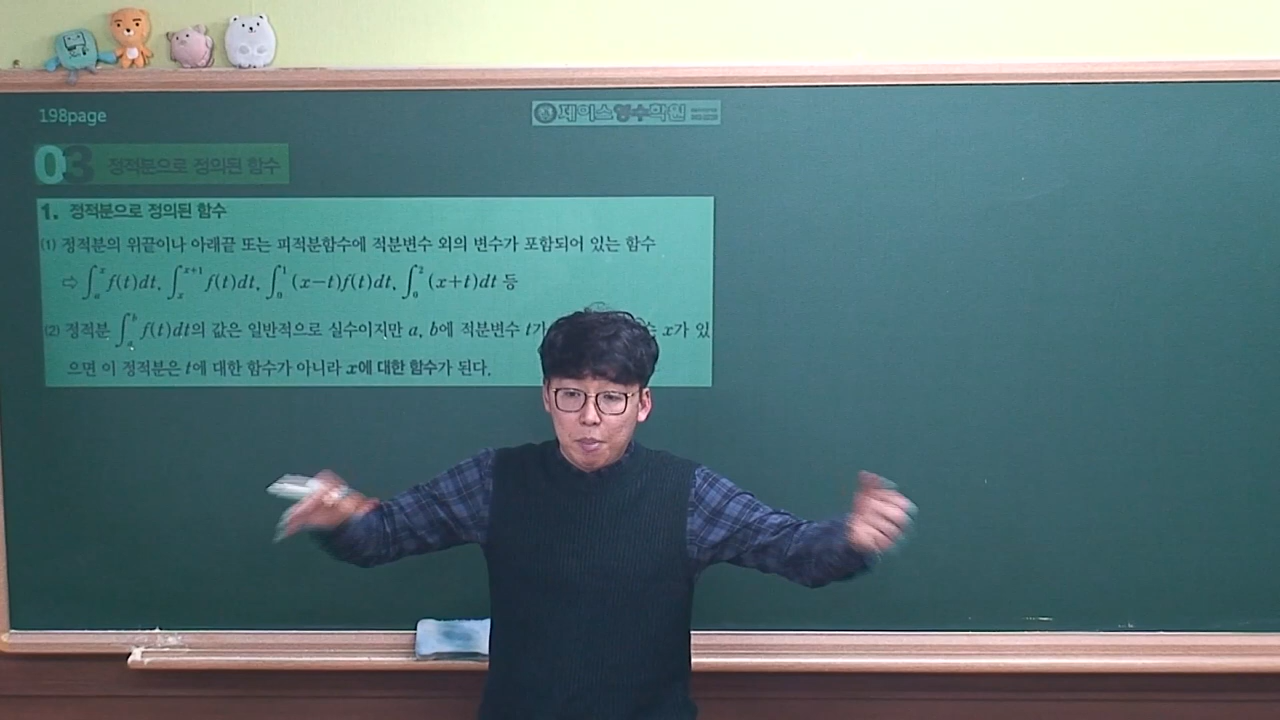 198page
제이스영수학원
03 정적분으로 정의된 함수
1. 정적분으로 정의된 함수
(1) 정적분의 위끝이나 아래끝 또는 피적분함수에 적분변수 외의 변수가 포함되어 있는 함수
⇨ ∫ₐˣ f(t)dt, ∫ₓˣ⁺¹ f(t)dt, ∫₀¹ (x−t)f(t)dt, ∫₀² (x+t)dt 등
(2) 정적분 ∫ₐᵇ f(t)dt의 값은 일반적으로 실수이지만 a, b에 적분변수 t가 x가 있
으면 이 정적분은 t에 대한 함수가 아니라 x에 대한 함수가 된다.